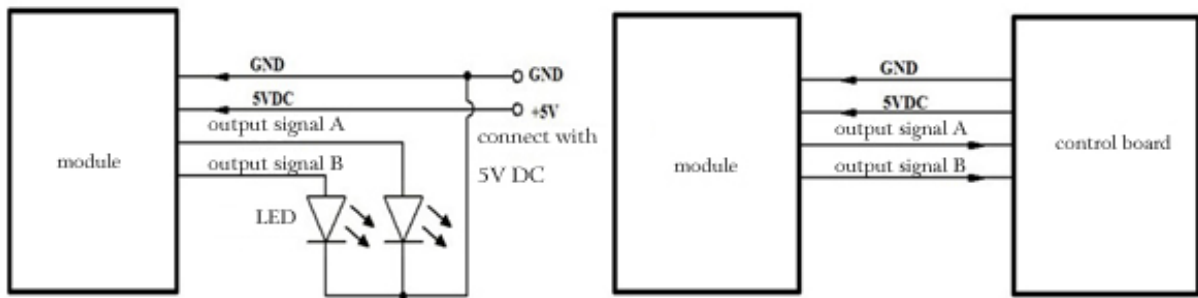 GND
GND
5VDC
+5V
output signal A
connect with
module
output signal B
5V DC
LED
GND
5VDC
output signal A
module
control board
output signal B